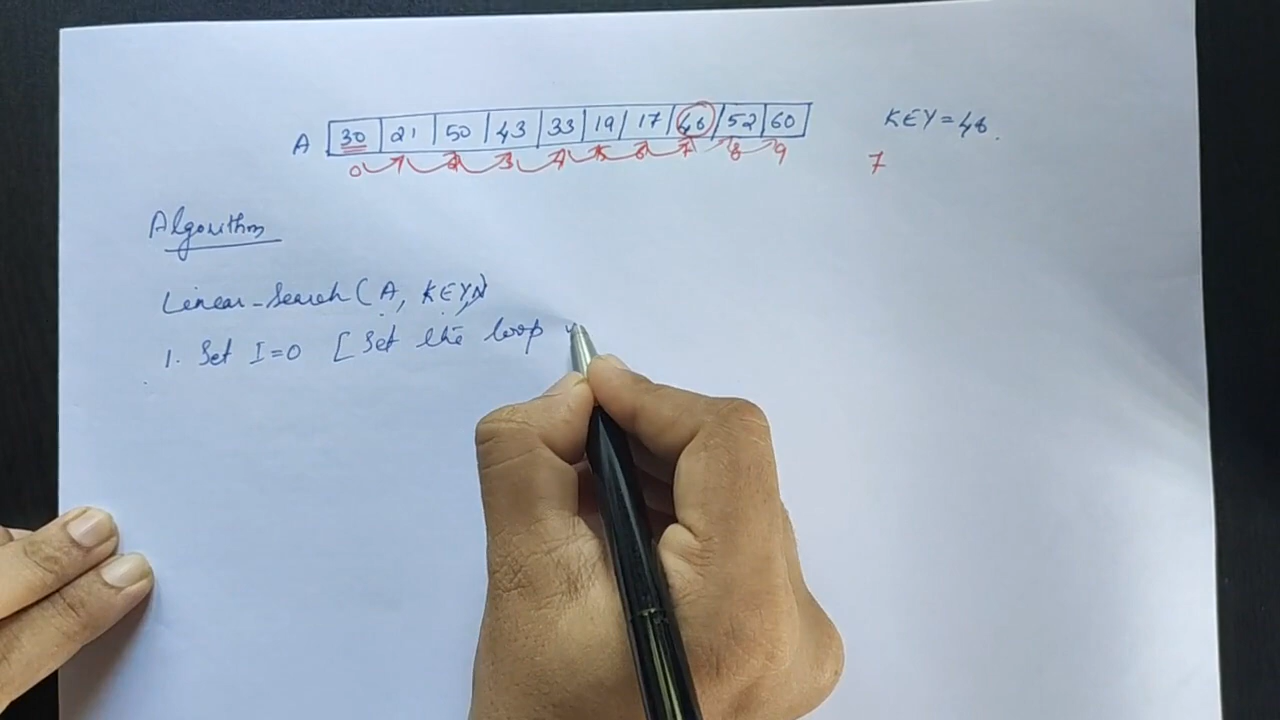 A 30 21 50 43 33 19 17 46 52 60 KEY=46.
0 1 2 3 4 5 6 7 8 9 7
Algorithm
Linear-Search(A, KEY,N)
1. Set I=0 [Set the loop